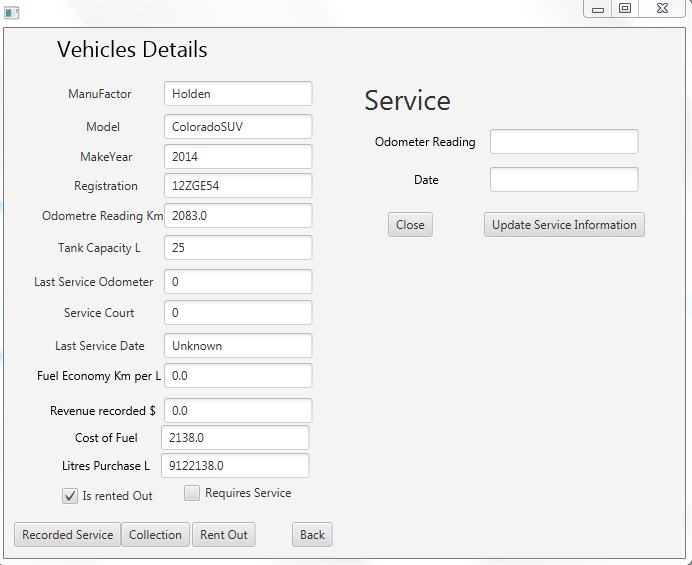 Vehicles Details
ManuFactor Holden
Model ColoradoSUV
MakeYear 2014
Registration 12ZGE54
Odometre Reading Km 2083.0
Tank Capacity L 25
Last Service Odometer 0
Service Court 0
Last Service Date Unknown
Fuel Economy Km per L 0.0
Revenue recorded $ 0.0
Cost of Fuel 2138.0
Litres Purchase L 9122138.0
Is rented Out Requires Service
Recorded Service Collection Rent Out Back
Service
Odometer Reading
Date
Close Update Service Information